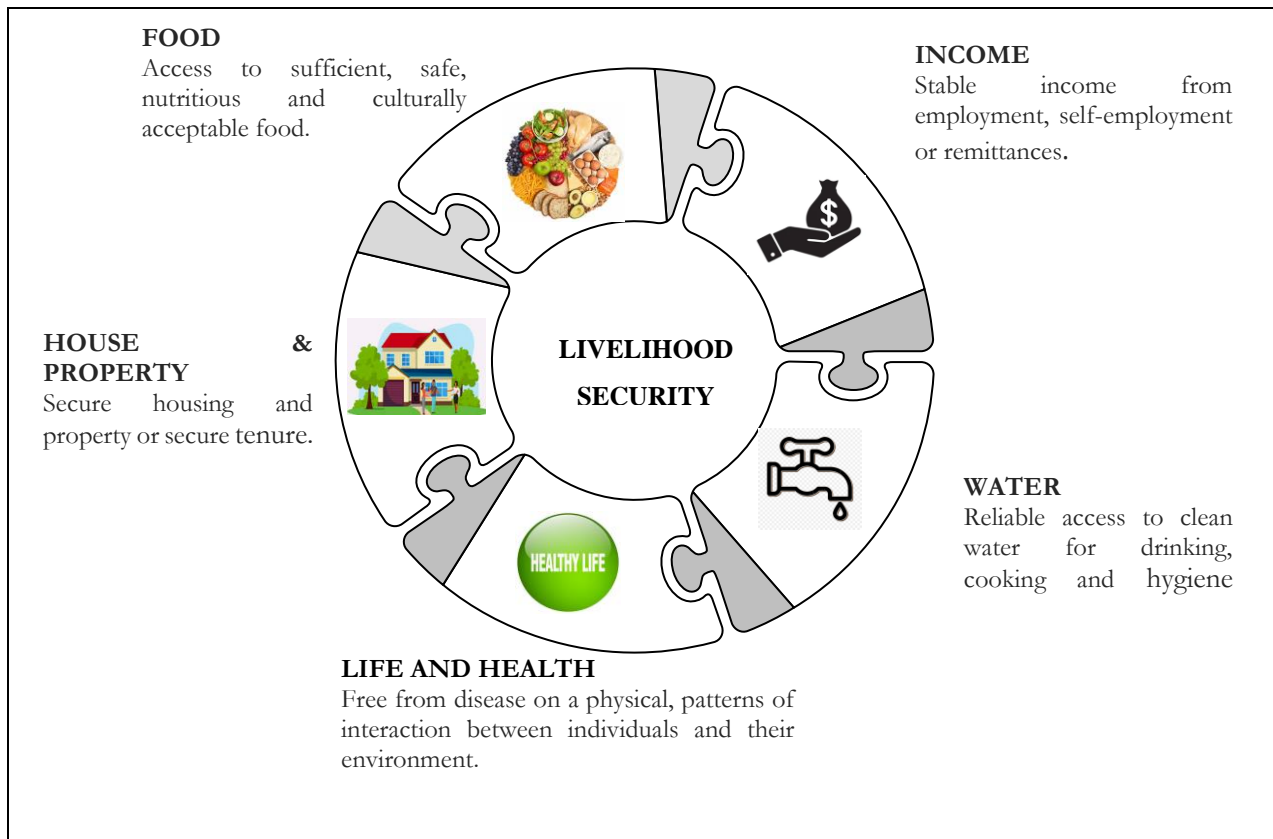 FOOD
Access to sufficient, safe,
nutritious and culturally
acceptable food.
INCOME
Stable income from
employment, self-employment
or remittances.
$
HOUSE &
PROPERTY
Secure housing and
property or secure tenure.
LIVELIHOOD
SECURITY
WATER
Reliable access to clean
water for drinking,
cooking and hygiene
HEALTHY LIFE
LIFE AND HEALTH
Free from disease on a physical, patterns of
interaction between individuals and their
environment.